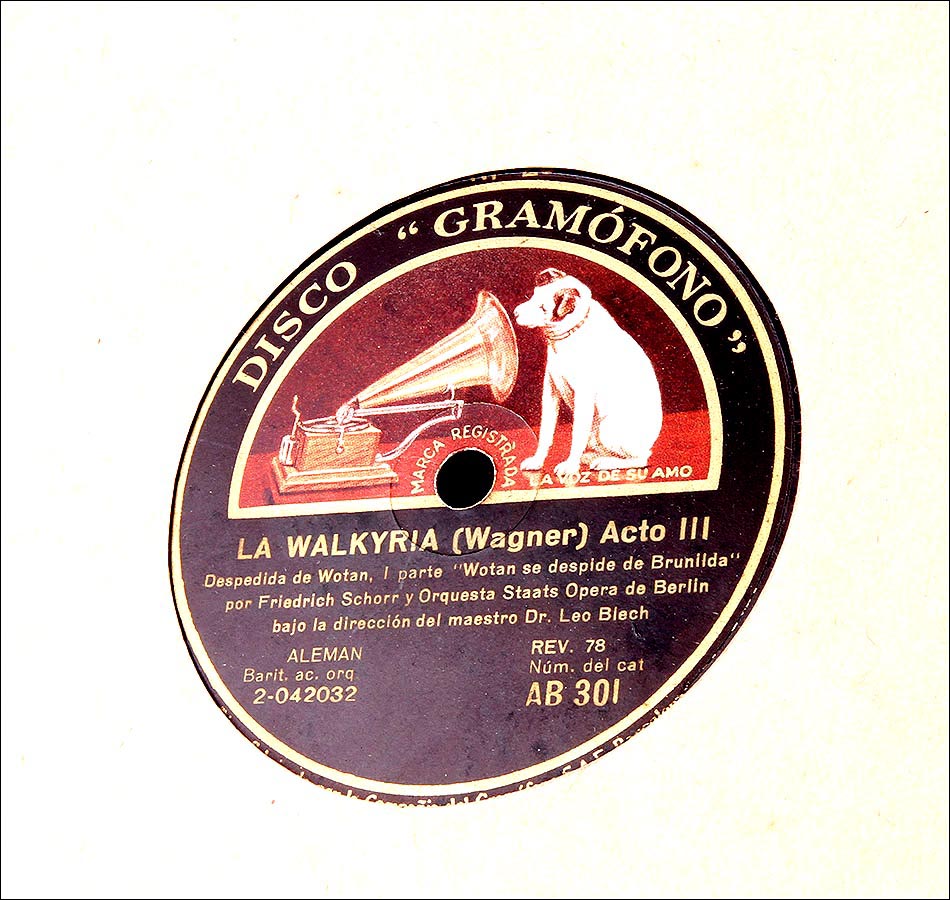 DISCO “GRAMÓFONO”
MARCA REGISTRADA
LA VOZ DE SU AMO
LA WALKYRIA (Wagner) Acto III
Despedida de Wotan, I parte "Wotan se despide de Brunilda"
por Friedrich Schorr y Orquesta Staats Opera de Berlin
bajo la dirección del maestro Dr. Leo Blech
ALEMAN
Barit. ac. orq
2-042032
REV. 78
Núm. del cat
AB 301